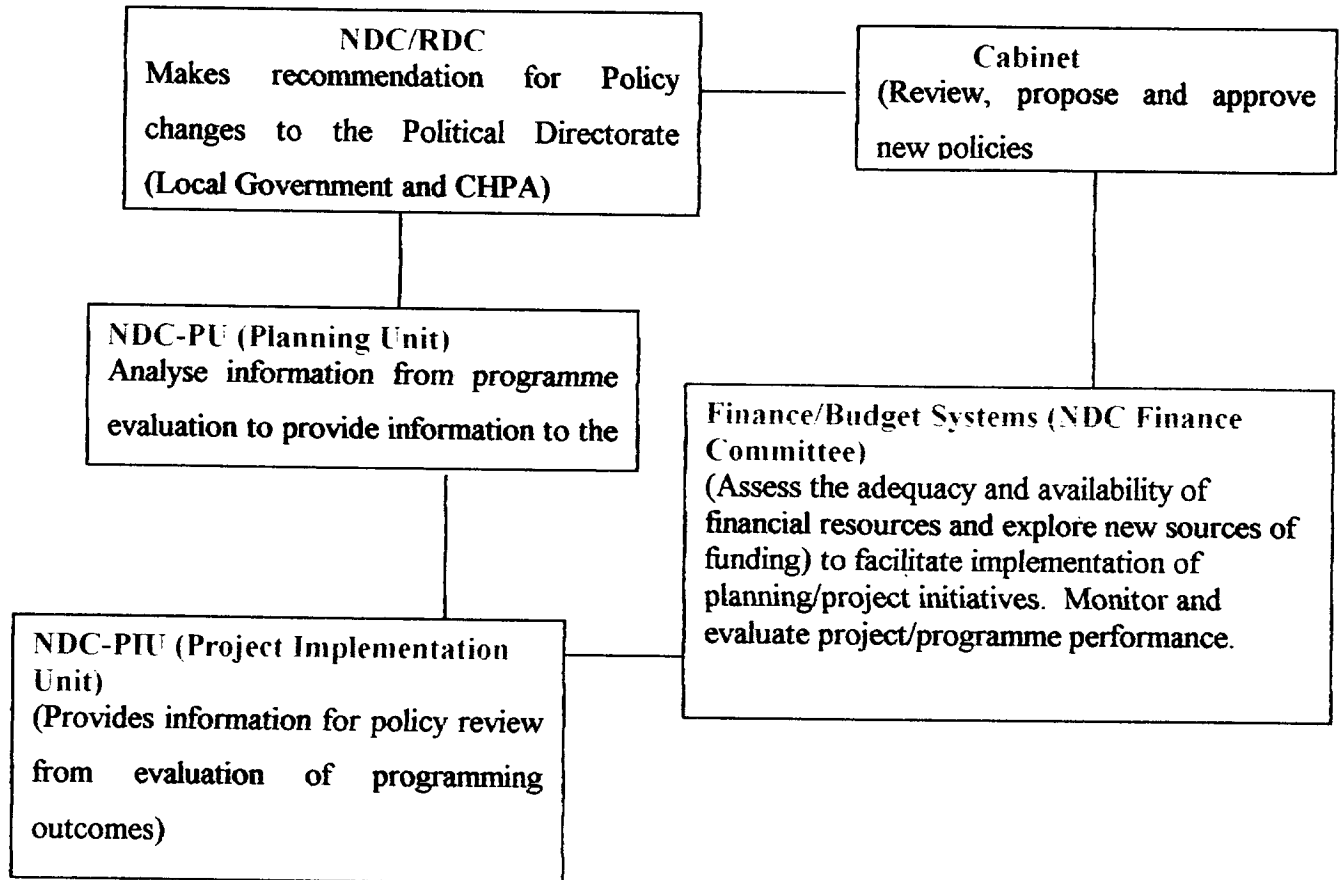 NDC/RDC
Makes recommendation for Policy
changes to the Political Directorate
(Local Government and CHPA)
Cabinet
(Review, propose and approve
new policies
NDC-PU (Planning Unit)
Analyse information from programme
evaluation to provide information to the
Finance/Budget Systems (NDC Finance
Committee)
(Assess the adequacy and availability of
financial resources and explore new sources of
funding) to facilitate implementation of
planning/project initiatives. Monitor and
evaluate project/programme performance.
NDC-PIU (Project Implementation
Unit)
(Provides information for policy review
from evaluation of programming
outcomes)